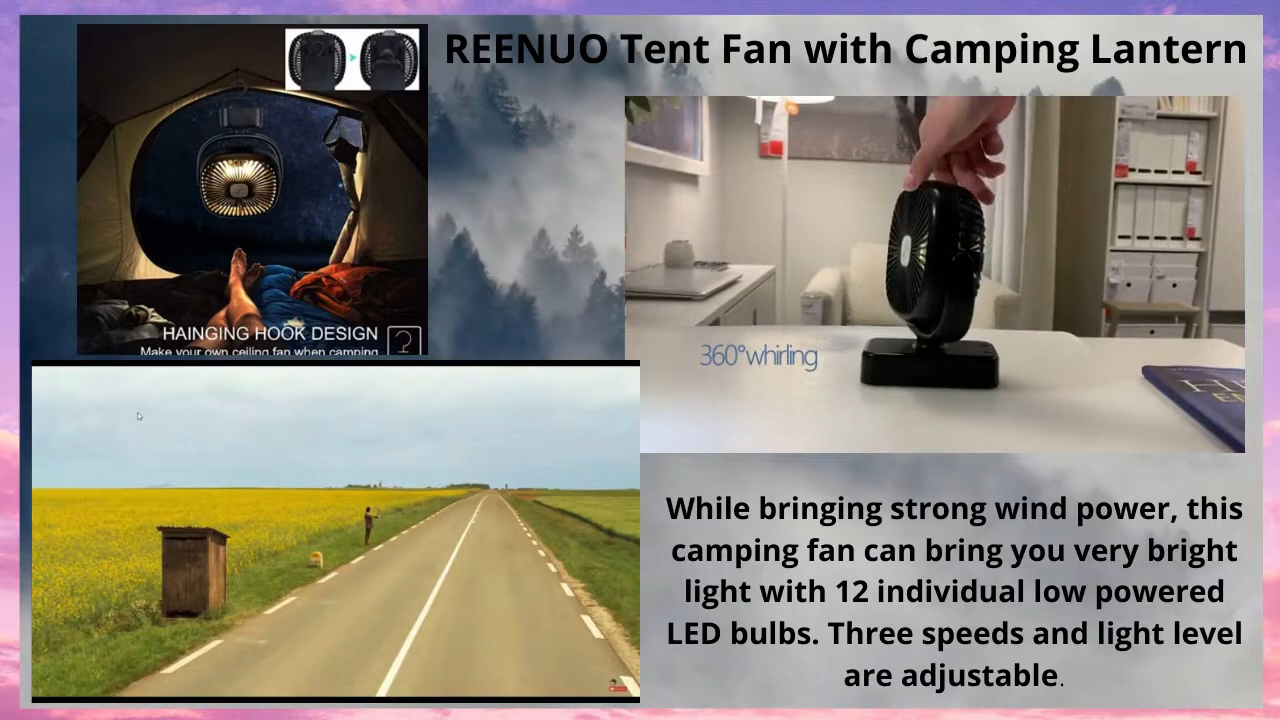 REENUO Tent Fan with Camping Lantern
HAINGING HOOK DESIGN
Make your own ceiling fan when camping
360°whirling
While bringing strong wind power, this
camping fan can bring you very bright
light with 12 individual low powered
LED bulbs. Three speeds and light level
are adjustable.